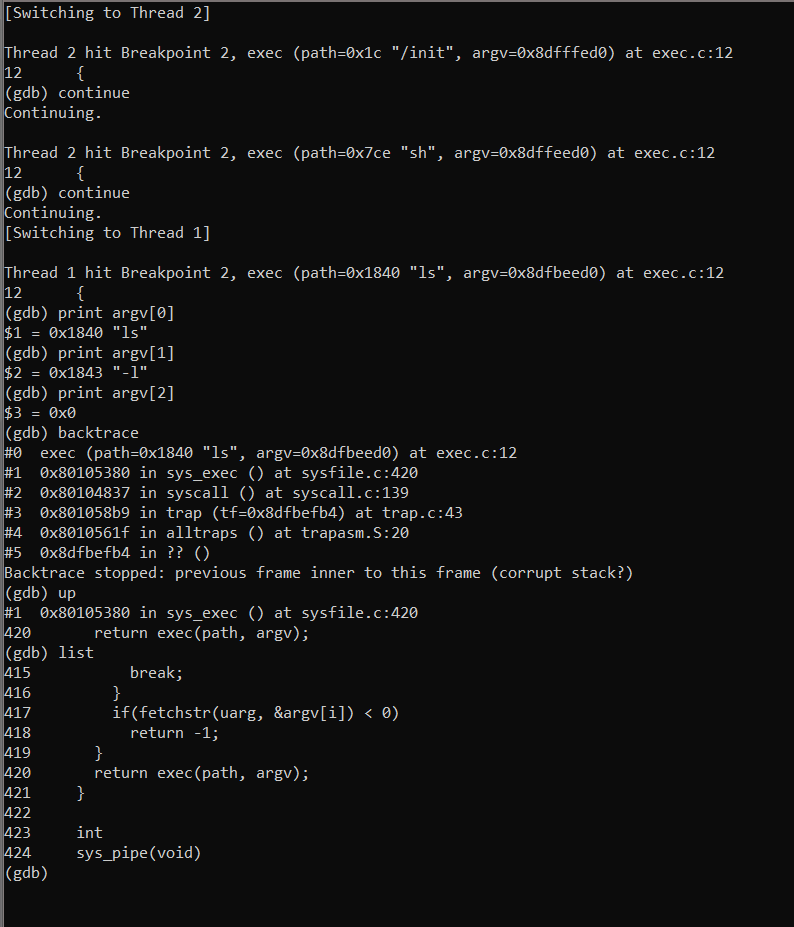 [Switching to Thread 2]

Thread 2 hit Breakpoint 2, exec (path=0x1c "/init", argv=0x8dfffed0) at exec.c:12
12      {
(gdb) continue
Continuing.

Thread 2 hit Breakpoint 2, exec (path=0x7ce "sh", argv=0x8dffeed0) at exec.c:12
12      {
(gdb) continue
Continuing.
[Switching to Thread 1]

Thread 1 hit Breakpoint 2, exec (path=0x1840 "ls", argv=0x8dfbeed0) at exec.c:12
12      {
(gdb) print argv[0]
$1 = 0x1840 "ls"
(gdb) print argv[1]
$2 = 0x1843 "-l"
(gdb) print argv[2]
$3 = 0x0
(gdb) backtrace
#0  exec (path=0x1840 "ls", argv=0x8dfbeed0) at exec.c:12
#1  0x80105380 in sys_exec () at sysfile.c:420
#2  0x80104837 in syscall () at syscall.c:139
#3  0x801058b9 in trap (tf=0x8dfbefb4) at trap.c:43
#4  0x8010561f in alltraps () at trapasm.S:20
#5  0x8dfbefb4 in ?? ()
Backtrace stopped: previous frame inner to this frame (corrupt stack?)
(gdb) up
#1  0x80105380 in sys_exec () at sysfile.c:420
420       return exec(path, argv);
(gdb) list
415           break;
416         }
417         if(fetchstr(uarg, &argv[i]) < 0)
418           return -1;
419       }
420       return exec(path, argv);
421     }
422
423     int
424     sys_pipe(void)
(gdb)